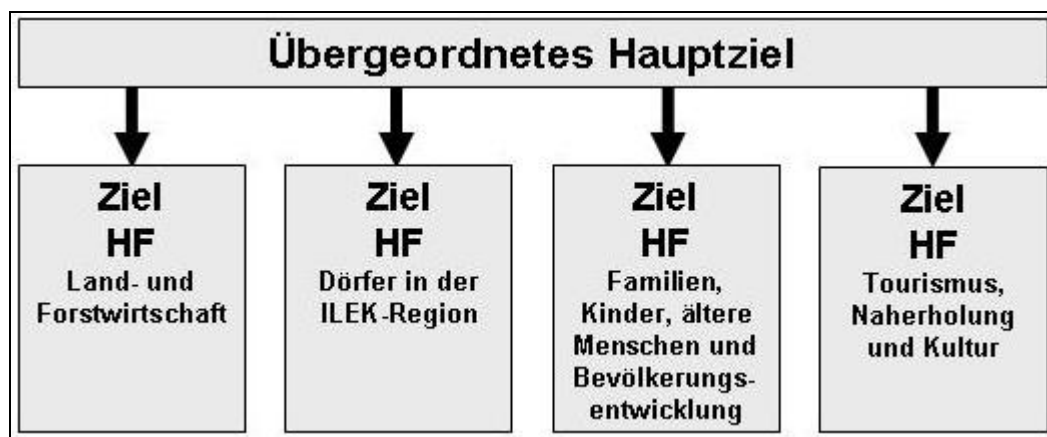 Übergeordnetes Hauptziel
Ziel
HF
Land- und
Forstwirtschaft
Ziel
HF
Dörfer in der
ILEK-Region
Ziel
HF
Familien,
Kinder, ältere
Menschen und
Bevölkerungs-
entwicklung
Ziel
HF
Tourismus,
Naherholung
und Kultur